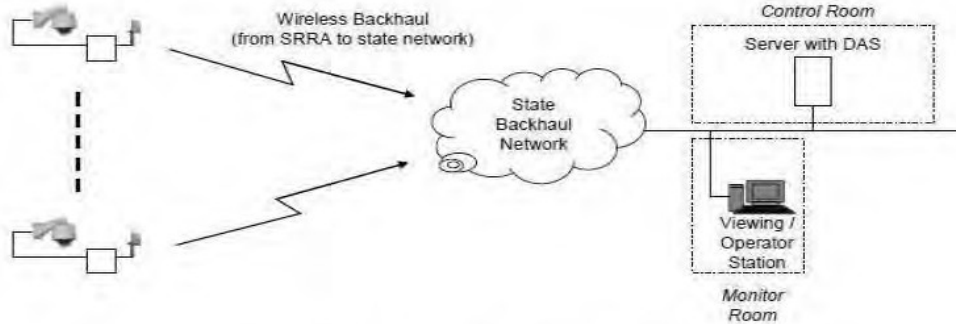 Wireless Backhaul
(from SRRA to state network)
Control Room
Server with DAS
State
Backhaul
Network
Viewing /
Operator
Station
Monitor
Room